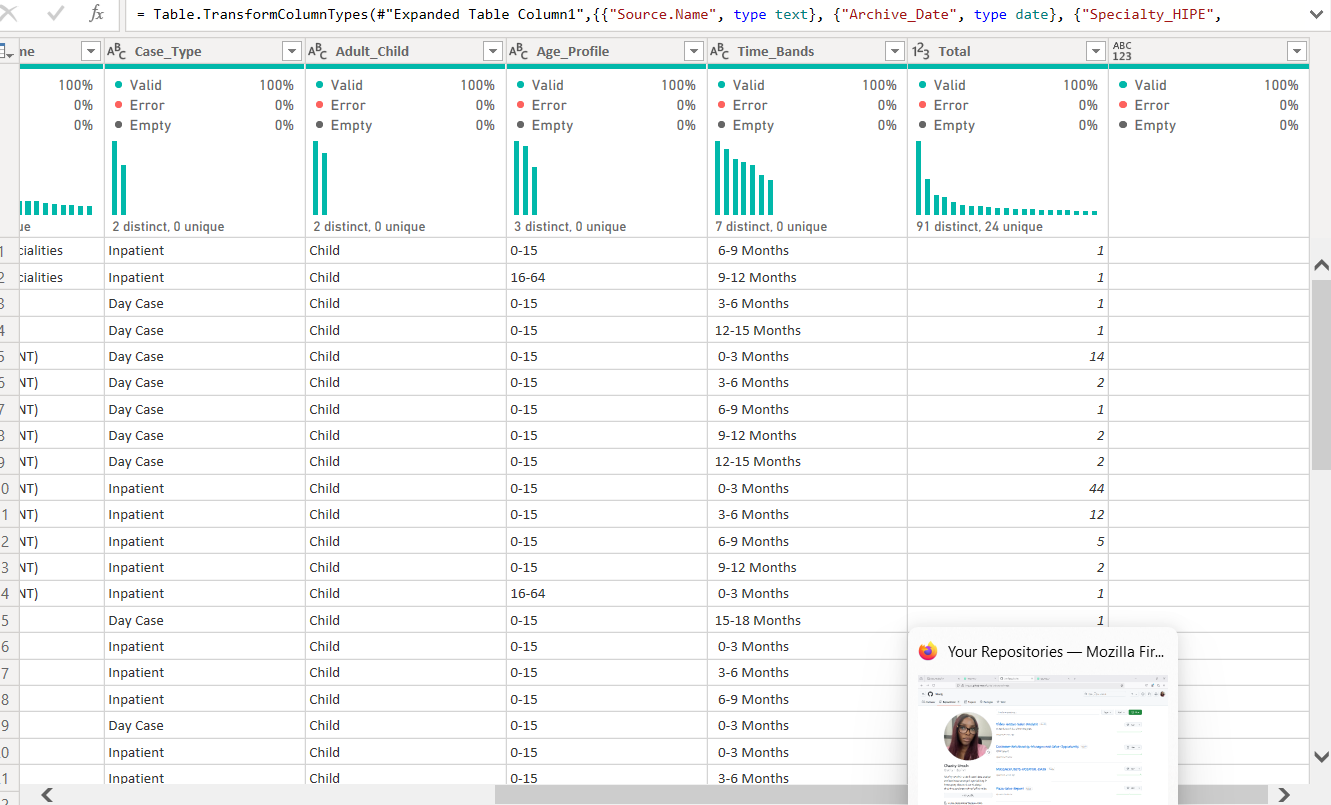 fx = Table.TransformColumnTypes(#"Expanded Table Column1",{{"Source.Name", type text}, {"Archive_Date", type date}, {"Specialty_HIPE",
ne ABC Case_Type ABC Adult_Child ABC Age_Profile ABC Time_Bands 123 Total ABC 123
100% Valid 100% Valid 100% Valid 100% Valid 100% Valid 100% Valid 100%
0% Error 0% Error 0% Error 0% Error 0% Error 0% Error 0%
0% Empty 0% Empty 0% Empty 0% Empty 0% Empty 0% Empty 0%
ue 2 distinct, 0 unique 2 distinct, 0 unique 3 distinct, 0 unique 7 distinct, 0 unique 91 distinct, 24 unique
1 cialities Inpatient Child 0-15 6-9 Months 1
2 cialities Inpatient Child 16-64 9-12 Months 1
3 Day Case Child 0-15 3-6 Months 1
4 Day Case Child 0-15 12-15 Months 1
5 NT) Day Case Child 0-15 0-3 Months 14
6 NT) Day Case Child 0-15 3-6 Months 2
7 NT) Day Case Child 0-15 6-9 Months 1
8 NT) Day Case Child 0-15 9-12 Months 2
9 NT) Day Case Child 0-15 12-15 Months 2
0 NT) Inpatient Child 0-15 0-3 Months 44
1 NT) Inpatient Child 0-15 3-6 Months 12
2 NT) Inpatient Child 0-15 6-9 Months 5
3 NT) Inpatient Child 0-15 9-12 Months 2
4 NT) Inpatient Child 16-64 0-3 Months 1
5 Day Case Child 0-15 15-18 Months 1
6 Inpatient Child 0-15 0-3 Months
Your Repositories — Mozilla Fir...
7 Inpatient Child 0-15 3-6 Months
8 Inpatient Child 0-15 6-9 Months
9 Day Case Child 0-15 0-3 Months
0 Inpatient Child 0-15 0-3 Months
1 Inpatient Child 0-15 3-6 Months